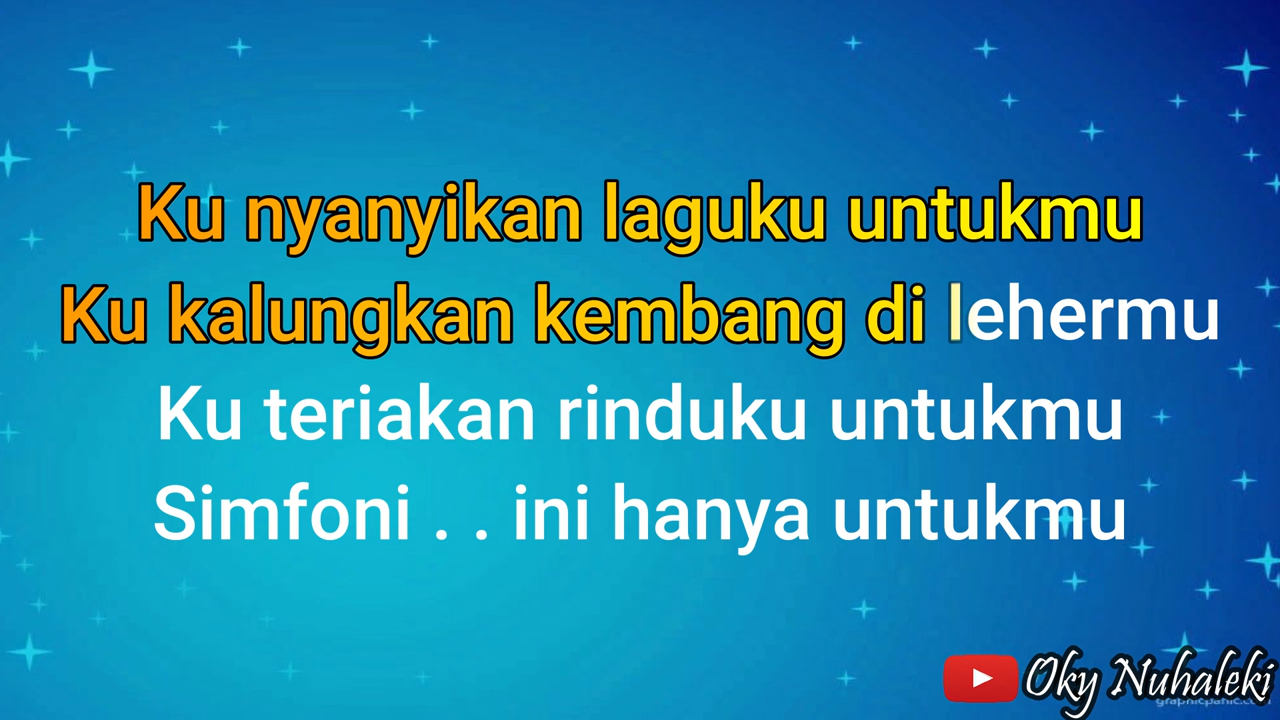 Ku nyanyikan laguku untukmu
Ku kalungkan kembang di lehermu
Ku teriakan rinduku untukmu
Simfoni . . ini hanya untukmu
Oky Nuhaleki